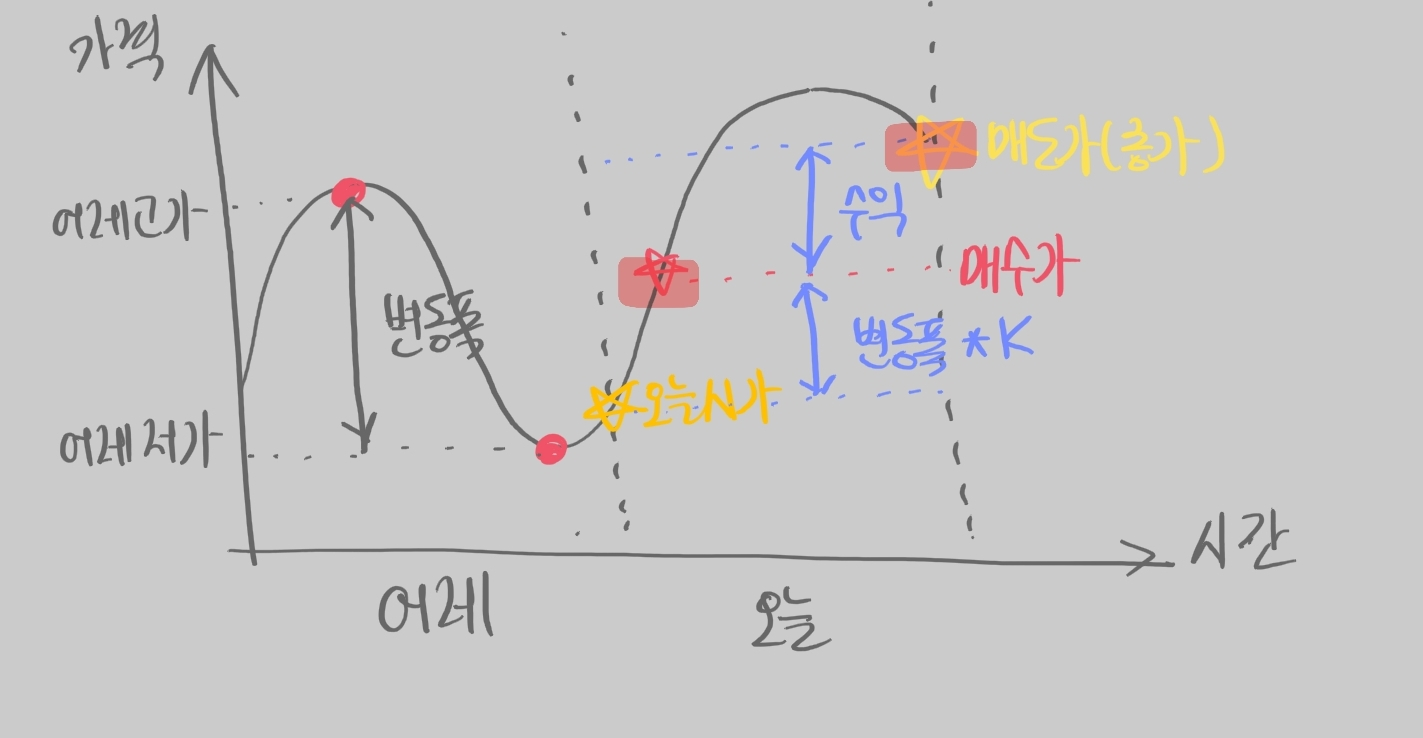 가격
매도가(종가)
어제고가
수익
매수가
변동폭
변동폭 * K
오늘시가
어제저가
시간
어제
오늘